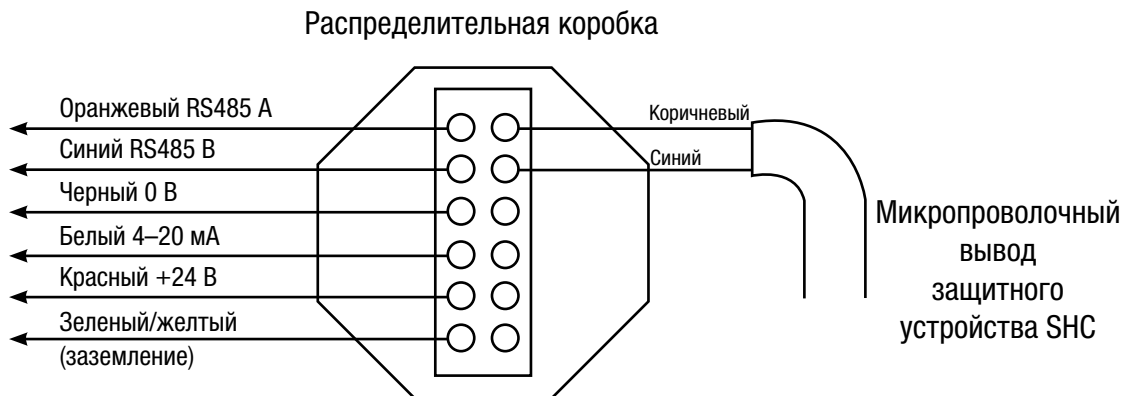 Распределительная коробка
Оранжевый RS485 А
Синий RS485 В
Черный 0 В
Белый 4–20 мА
Красный +24 В
Зеленый/желтый
(заземление)
Коричневый
Синий
Микропроволочный
вывод
защитного
устройства SHC